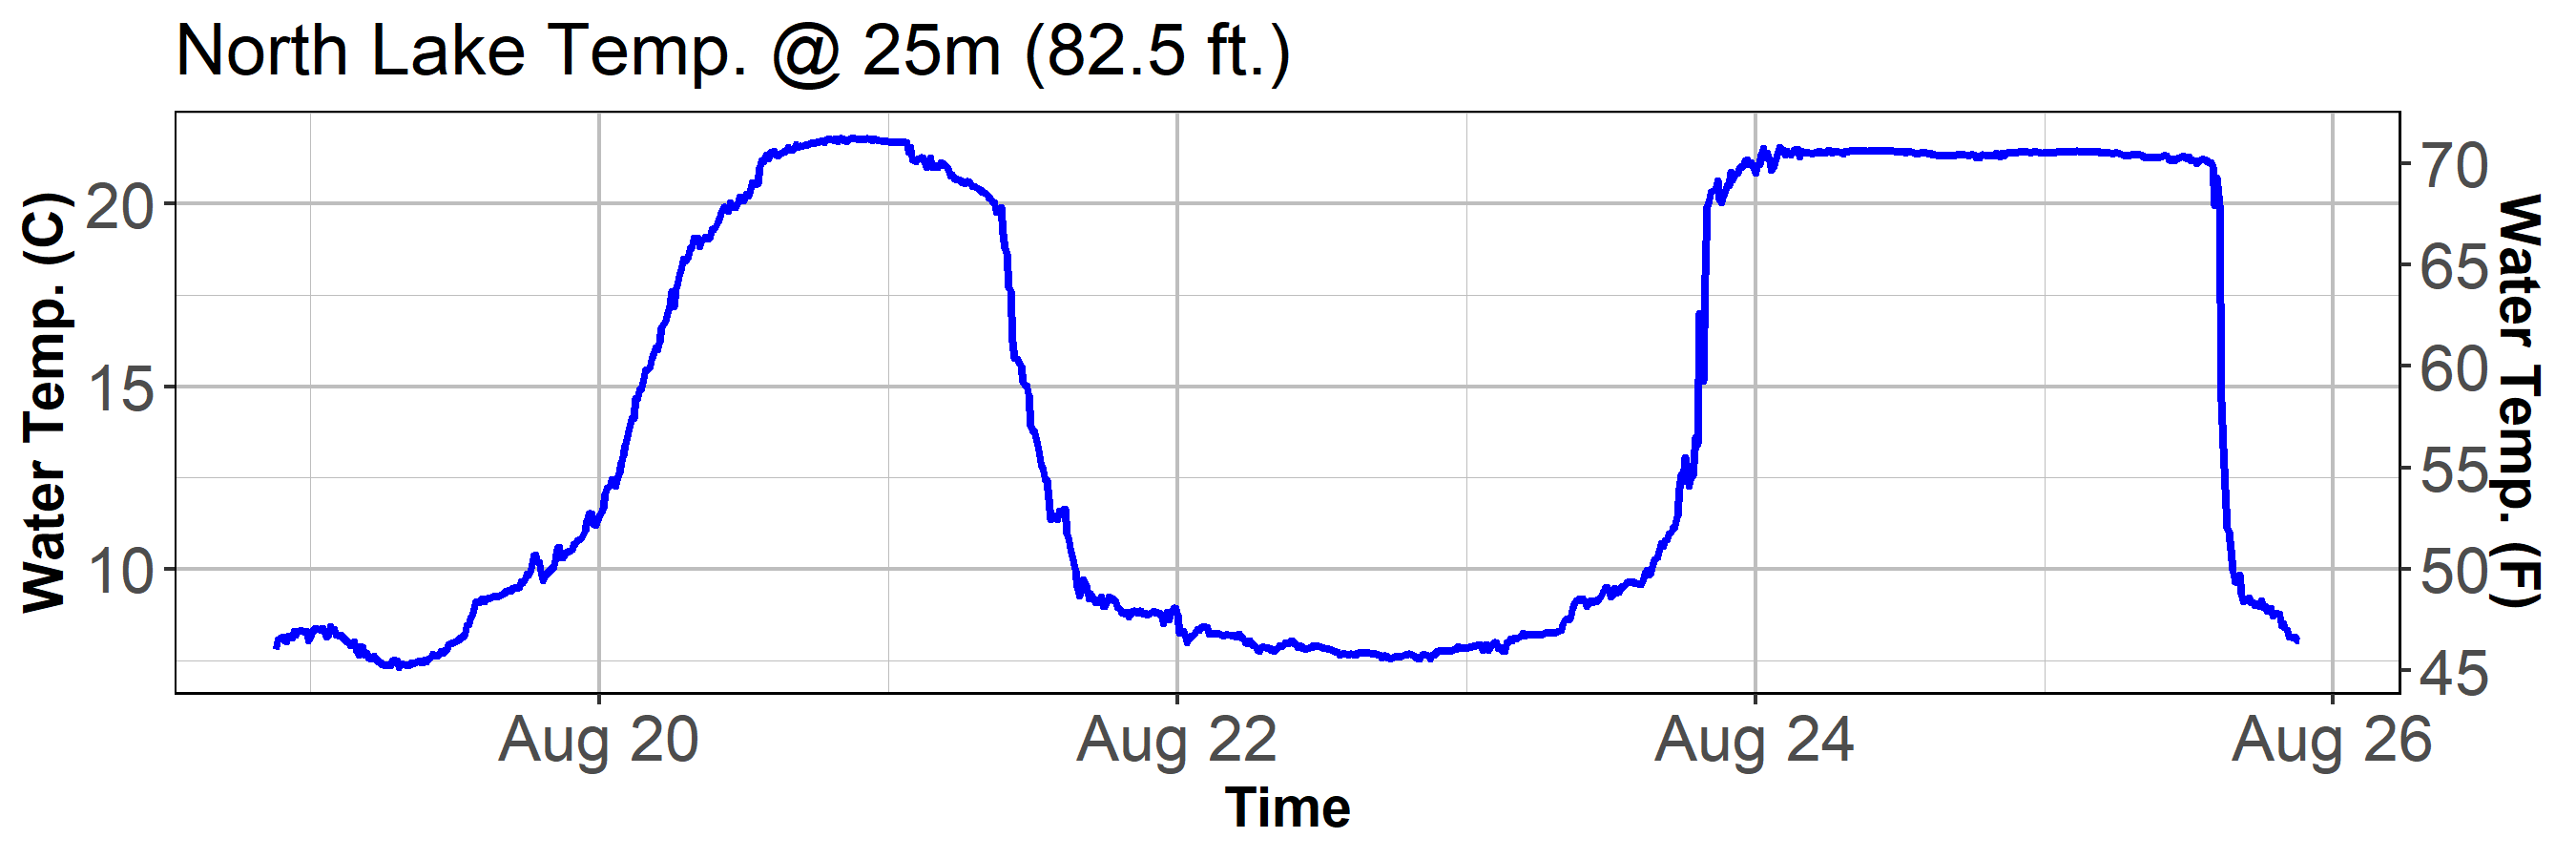 North Lake Temp. @ 25m (82.5 ft.)
Water Temp. (C)
20
15
10
70
65
60
55
50
45
Water Temp. (F)
Aug 20 Aug 22 Aug 24 Aug 26
Time